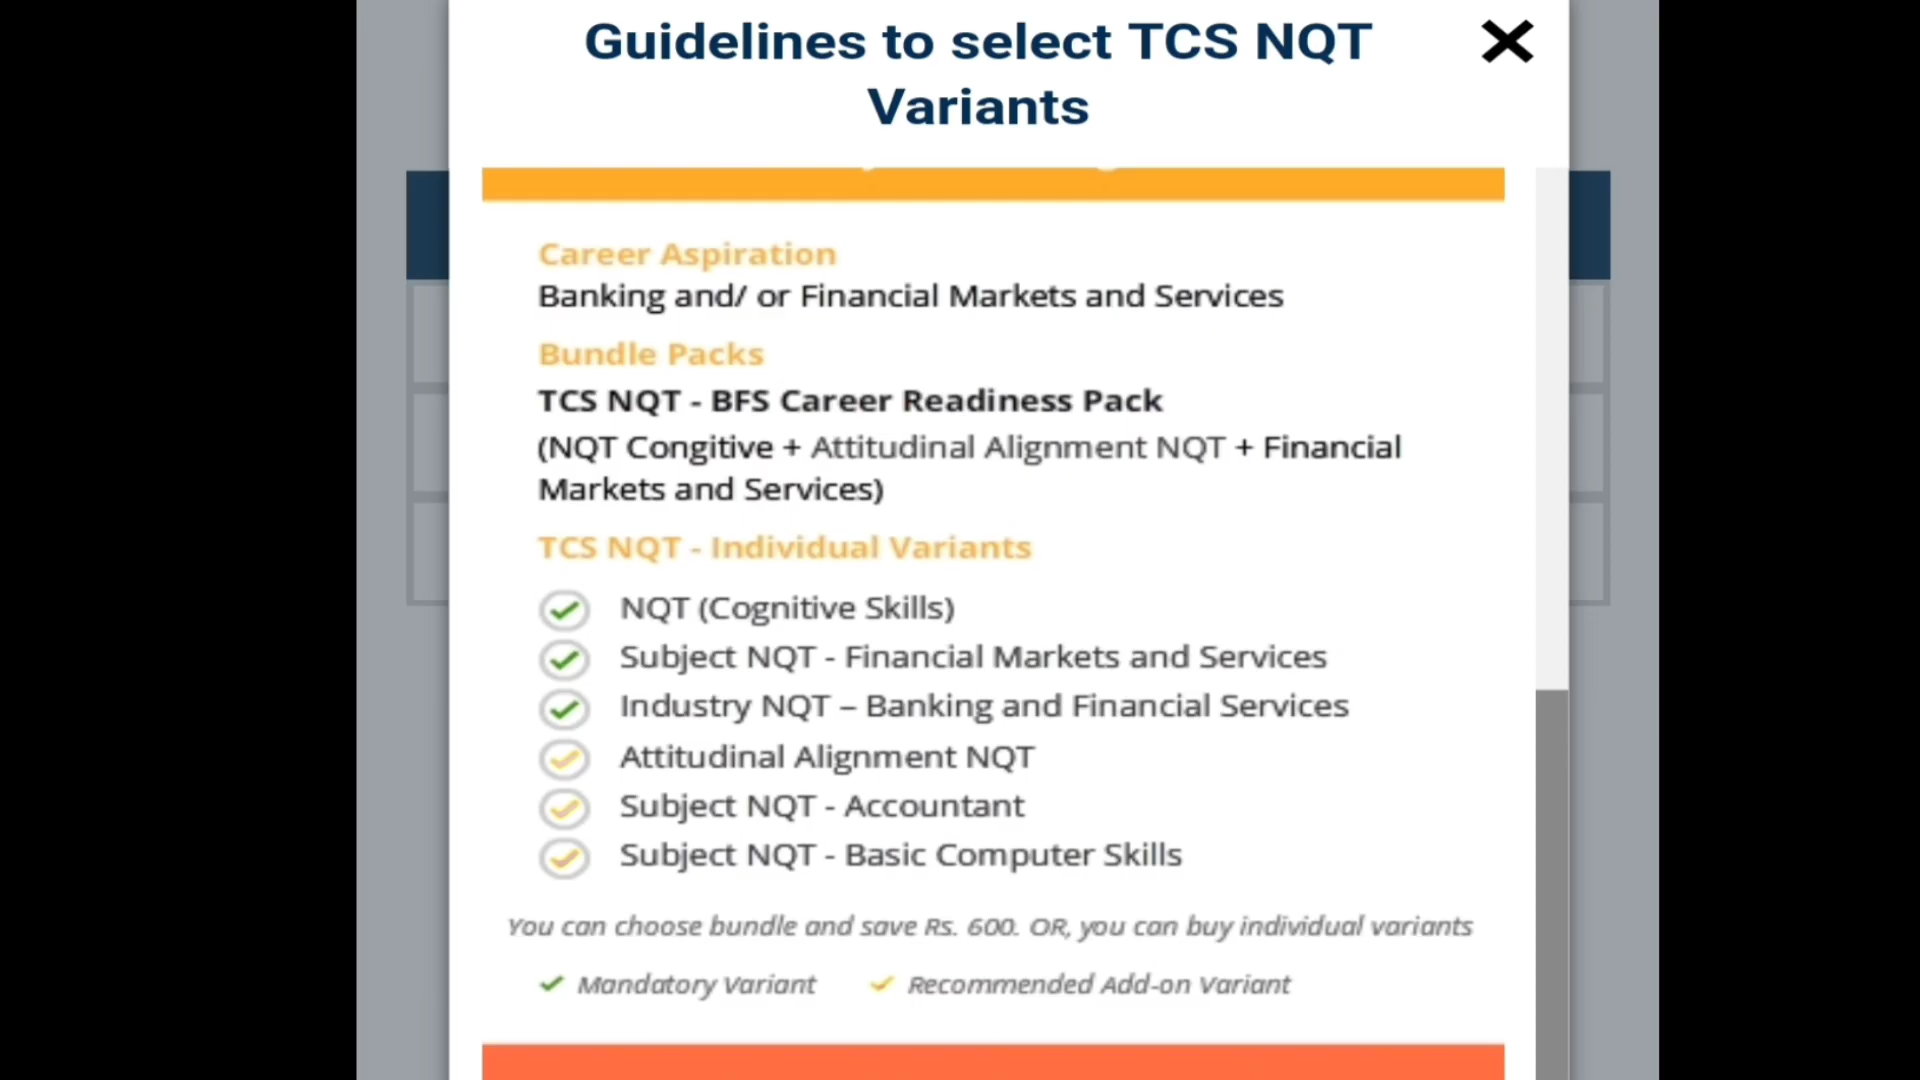 Guidelines to select TCS NQT
Variants
Career Aspiration
Banking and/ or Financial Markets and Services
Bundle Packs
TCS NQT - BFS Career Readiness Pack
(NQT Congitive + Attitudinal Alignment NQT + Financial
Markets and Services)
TCS NQT - Individual Variants
NQT (Cognitive Skills)
Subject NQT - Financial Markets and Services
Industry NQT – Banking and Financial Services
Attitudinal Alignment NQT
Subject NQT - Accountant
Subject NQT - Basic Computer Skills
You can choose bundle and save Rs. 600. OR, you can buy individual variants
Mandatory Variant Recommended Add-on Variant